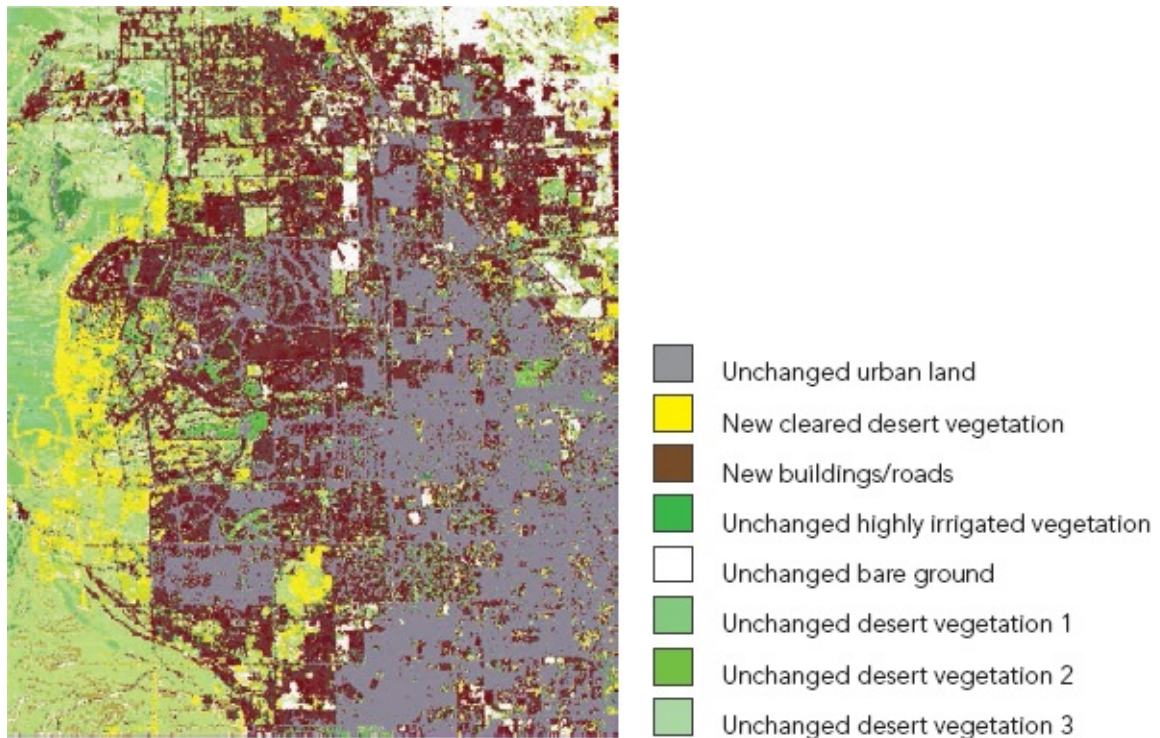 Unchanged urban land
New cleared desert vegetation
New buildings/roads
Unchanged highly irrigated vegetation
Unchanged bare ground
Unchanged desert vegetation 1
Unchanged desert vegetation 2
Unchanged desert vegetation 3